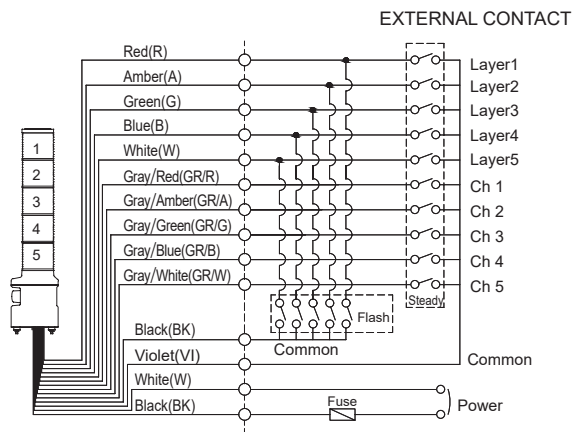 EXTERNAL CONTACT
Red(R)
Layer1
Amber(A)
Layer2
Green(G)
Layer3
Blue(B)
Layer4
White(W)
Layer5
Gray/Red(GR/R)
Ch 1
Gray/Amber(GR/A)
Ch 2
Gray/Green(GR/G)
Ch 3
Gray/Blue(GR/B)
Ch 4
Gray/White(GR/W)
Ch 5
1
2
3
4
5
Steady
Flash
Black(BK)
Common
Violet(VI)
Common
White(W)
Black(BK)
Fuse
Power